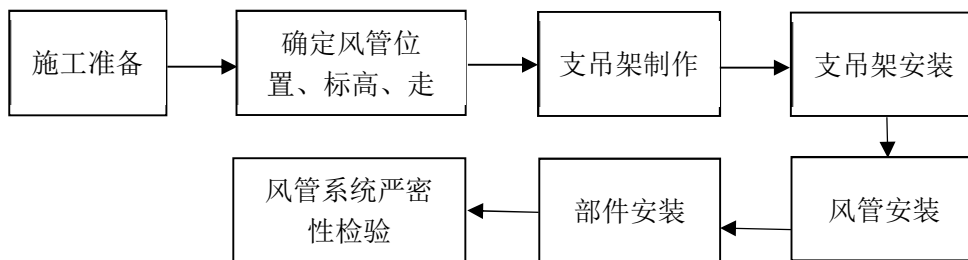 施工准备
确定风管位
置、标高、走
支吊架制作
支吊架安装
风管安装
部件安装
风管系统严密
性检验